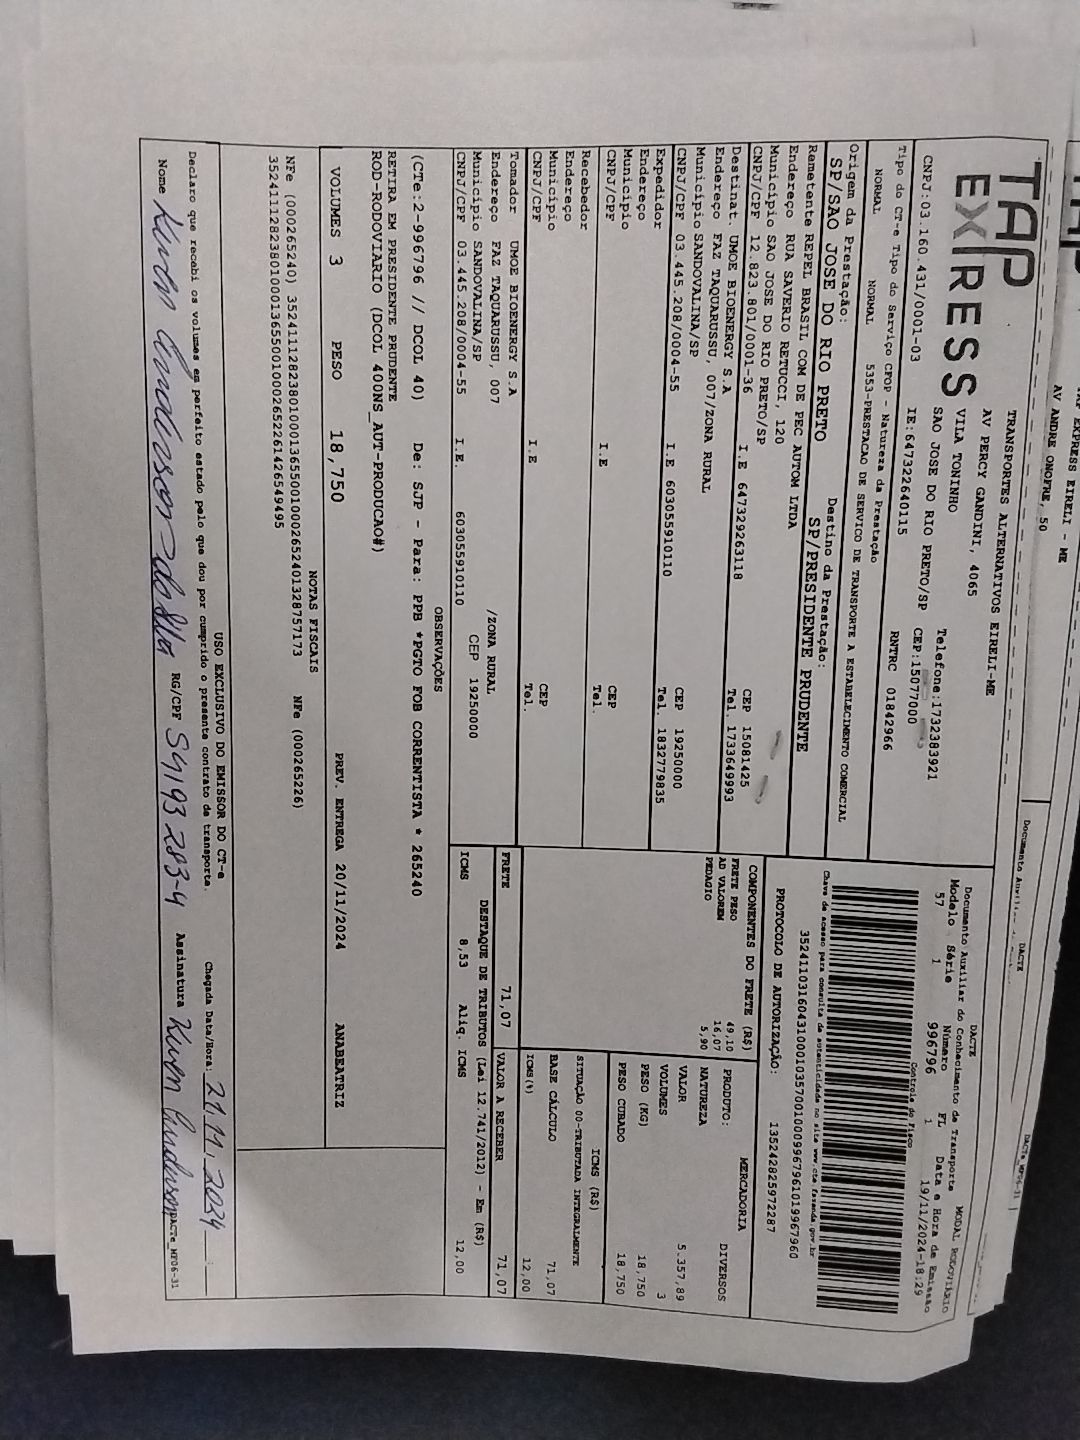 TAP EXPRESS EIRELI - ME
AV ANDRE ONOFRE, 50
DACTE
Documento Auxiliar
DACTe_MF06-31
TAP EXPRESS
TRANSPORTES ALTERNATIVOS EIRELI-ME
AV PERCY GANDINI, 4065
VILA TONINHO
SAO JOSE DO RIO PRETO/SP
Telefone:1732383921
CEP:15077000
CNPJ:03.160.431/0001-03 IE:647322640115 RNTRC 01842966
DACTE
Documento Auxiliar do Conhecimento de Transporte MODAL RODOVIÁRIO
Modelo Série Número FL Data e Hora de Emissão
57 1 996796 1 19/11/2024-18:29
Controle do Fisco
Tipo do CT-e Tipo do Serviço CFOP - Natureza da Prestação
NORMAL NORMAL 5353-PRESTACAO DE SERVICO DE TRANSPORTE A ESTABELECIMENTO COMERCIAL
Chave de acesso para consulta de autenticidade no site www.cte.fazenda.gov.br
35241103160431000103570010009967961019967960
PROTOCOLO DE AUTORIZAÇÃO: 135242825972287
Origem da Prestação: Destino da Prestação:
SP/SAO JOSE DO RIO PRETO SP/PRESIDENTE PRUDENTE
Remetente REPEL BRASIL COM DE PEC AUTOM LTDA
Endereço RUA SAVERIO RETUCCI, 120
Município SAO JOSE DO RIO PRETO/SP CEP 15081425
CNPJ/CPF 12.823.801/0001-36 I.E 647329263118 Tel. 1733649993
Destinat. UMOE BIOENERGY S.A
Endereço FAZ TAQUARUSSU, 007/ZONA RURAL
Município SANDOVALINA/SP CEP 19250000
CNPJ/CPF 03.445.208/0004-55 I.E 603055910110 Tel. 1832779835
Expedidor
Endereço
Município CEP
CNPJ/CPF I.E Tel.
Recebedor
Endereço
Município CEP
CNPJ/CPF I.E Tel.
Tomador UMOE BIOENERGY S.A
Endereço FAZ TAQUARUSSU, 007 /ZONA RURAL
Município SANDOVALINA/SP CEP 19250000
CNPJ/CPF 03.445.208/0004-55 I.E. 603055910110
COMPONENTES DO FRETE (R$)
FRETE PESO 49,10
AD VALOREM 16,07
PEDAGIO 5,90
MERCADORIA
PRODUTO: DIVERSOS
NATUREZA
VALOR 5.357,89
VOLUMES 3
PESO (KG) 18,750
PESO CUBADO 18,750
ICMS (R$)
SITUAÇÃO 00-TRIBUTADA INTEGRALMENTE
BASE CÁLCULO 71,07
ICMS(%) 12,00
FRETE 71,07 VALOR A RECEBER 71,07
DESTAQUE DE TRIBUTOS (Lei 12.741/2012) - Em (R$)
ICMS 8,53 Alíq. ICMS 12,00
OBSERVAÇÕES
(CTe:2-996796 // DCOL 40) De: SJP - Para: PPB *PGTO FOB CORRENTISTA * 265240
RETIRA EM PRESIDENTE PRUDENTE
ROD-RODOVIARIO (DCOL 400NS_AUT-PRODUCAO#)
VOLUMES 3 PESO 18,750 PREV. ENTREGA 20/11/2024 ANABEATRIZ
NOTAS FISCAIS
NFe (000265240) 35241112823801000136550010002652401328757173 NFe (000265226)
35241112823801000136550010002652261426549495
USO EXCLUSIVO DO EMISSOR DO CT-e
Declaro que recebi os volumes em perfeito estado pelo que dou por cumprido o presente contrato de transporte.
Chegada Data/Hora: 21.11.2024
Nome Anderson da Silva RG/CPF 59193 283-4 Assinatura Anderson
DACTe_MF06-31